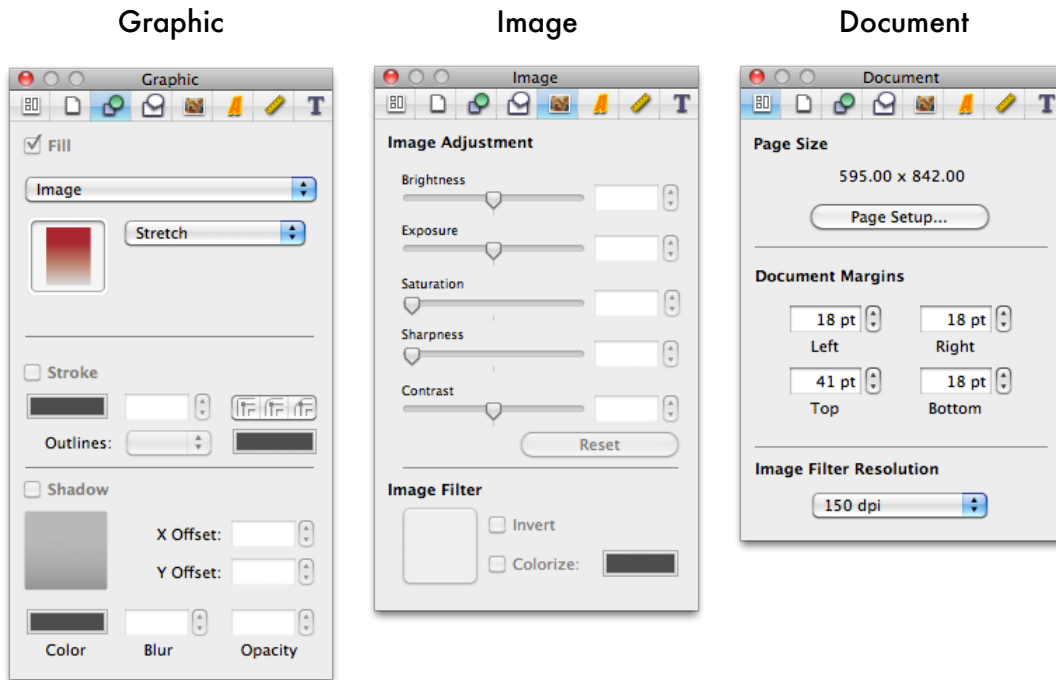 Graphic
Image
Document
Graphic
Fill
Image
Stretch
Stroke
Outlines:
Shadow
X Offset:
Y Offset:
Color Blur Opacity
Image
Image Adjustment
Brightness
Exposure
Saturation
Sharpness
Contrast
Reset
Image Filter
Invert
Colorize:
Document
Page Size
595.00 x 842.00
Page Setup...
Document Margins
18 pt 18 pt
Left Right
41 pt 18 pt
Top Bottom
Image Filter Resolution
150 dpi